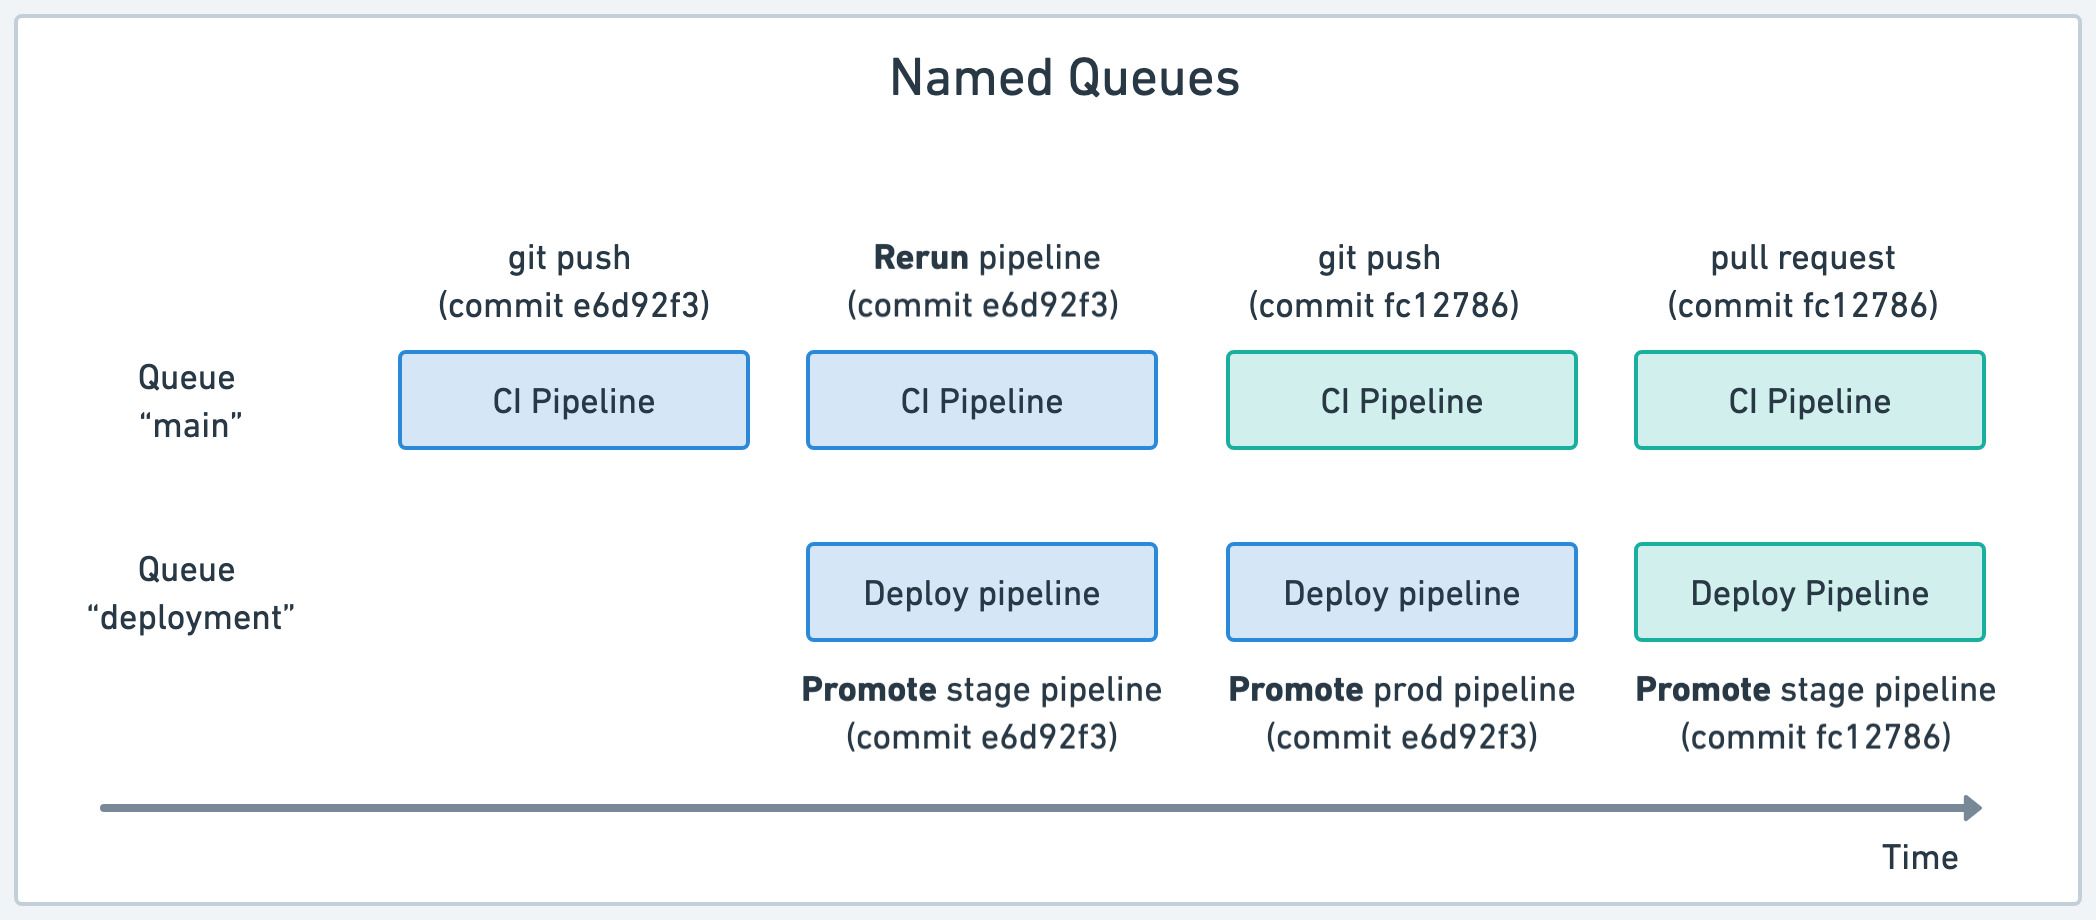 Named Queues
git push
(commit e6d92f3)
Rerun pipeline
(commit e6d92f3)
git push
(commit fc12786)
pull request
(commit fc12786)
Queue
“main”
CI Pipeline
CI Pipeline
CI Pipeline
CI Pipeline
Queue
“deployment”
Deploy pipeline
Deploy pipeline
Deploy Pipeline
Promote stage pipeline
(commit e6d92f3)
Promote prod pipeline
(commit e6d92f3)
Promote stage pipeline
(commit fc12786)
Time